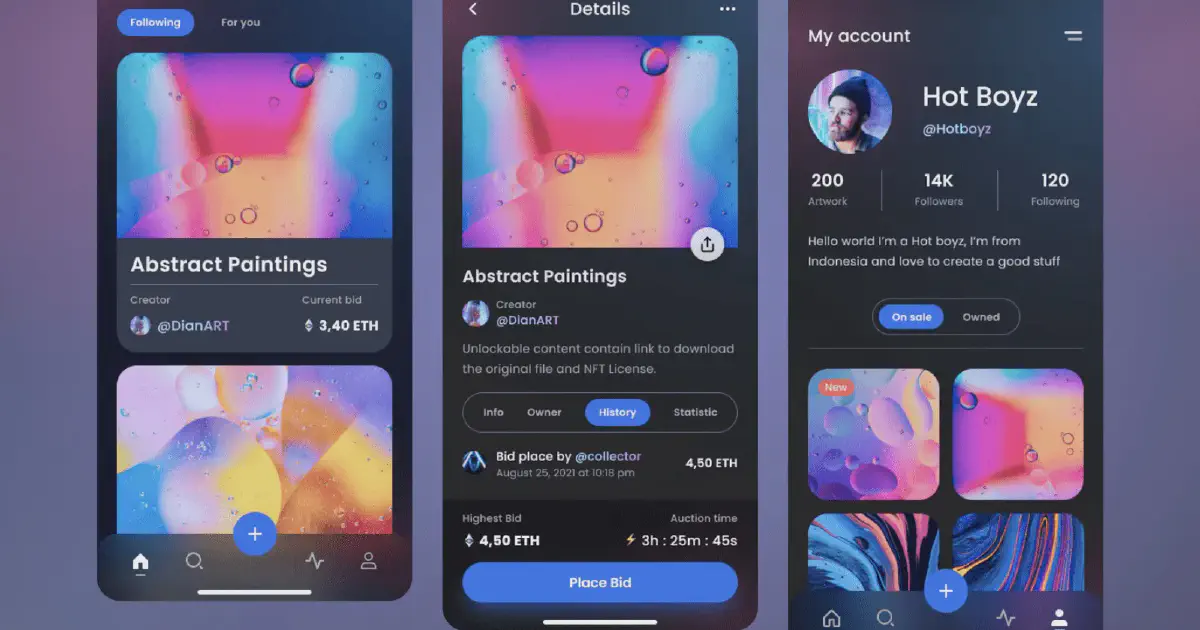 Following
For you
Abstract Paintings
Creator
Current bid
@DianART
3,40 ETH
Details
Abstract Paintings
Creator
@DianART
Unlockable content contain link to download
the original file and NFT License.
Info
Owner
History
Statistic
Bid place by @collector
August 25, 2021 at 10:18 pm
4,50 ETH
Highest Bid
Auction time
4,50 ETH
3h : 25m : 45s
Place Bid
My account
Hot Boyz
@Hotboyz
200
14K
120
Artwork
Followers
Following
Hello world I'm a Hot boyz, I'm from
Indonesia and love to create a good stuff
On sale
Owned
New